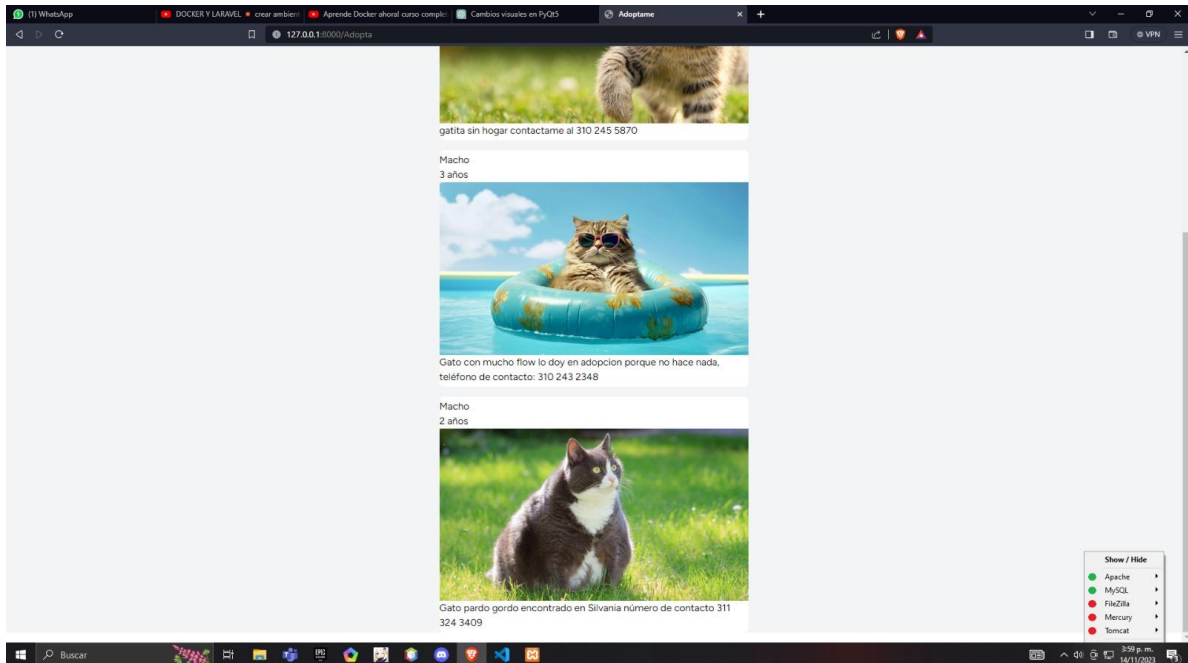 (1) WhatsApp
DOCKER Y LARAVEL ✴ crear ambient
Aprende Docker ahora! curso complet
Cambios visuales en PyQt5
Adoptame
127.0.0.1:8000/Adopta
VPN
gatita sin hogar contactame al 310 245 5870
Macho
3 años
Gato con mucho flow lo doy en adopcion porque no hace nada,
teléfono de contacto: 310 243 2348
Macho
2 años
Gato pardo gordo encontrado en Silvania número de contacto 311
324 3409
Show / Hide
Apache
MySQL
FileZilla
Mercury
Tomcat
Buscar
EPIC
3:59 p. m.
14/11/2023